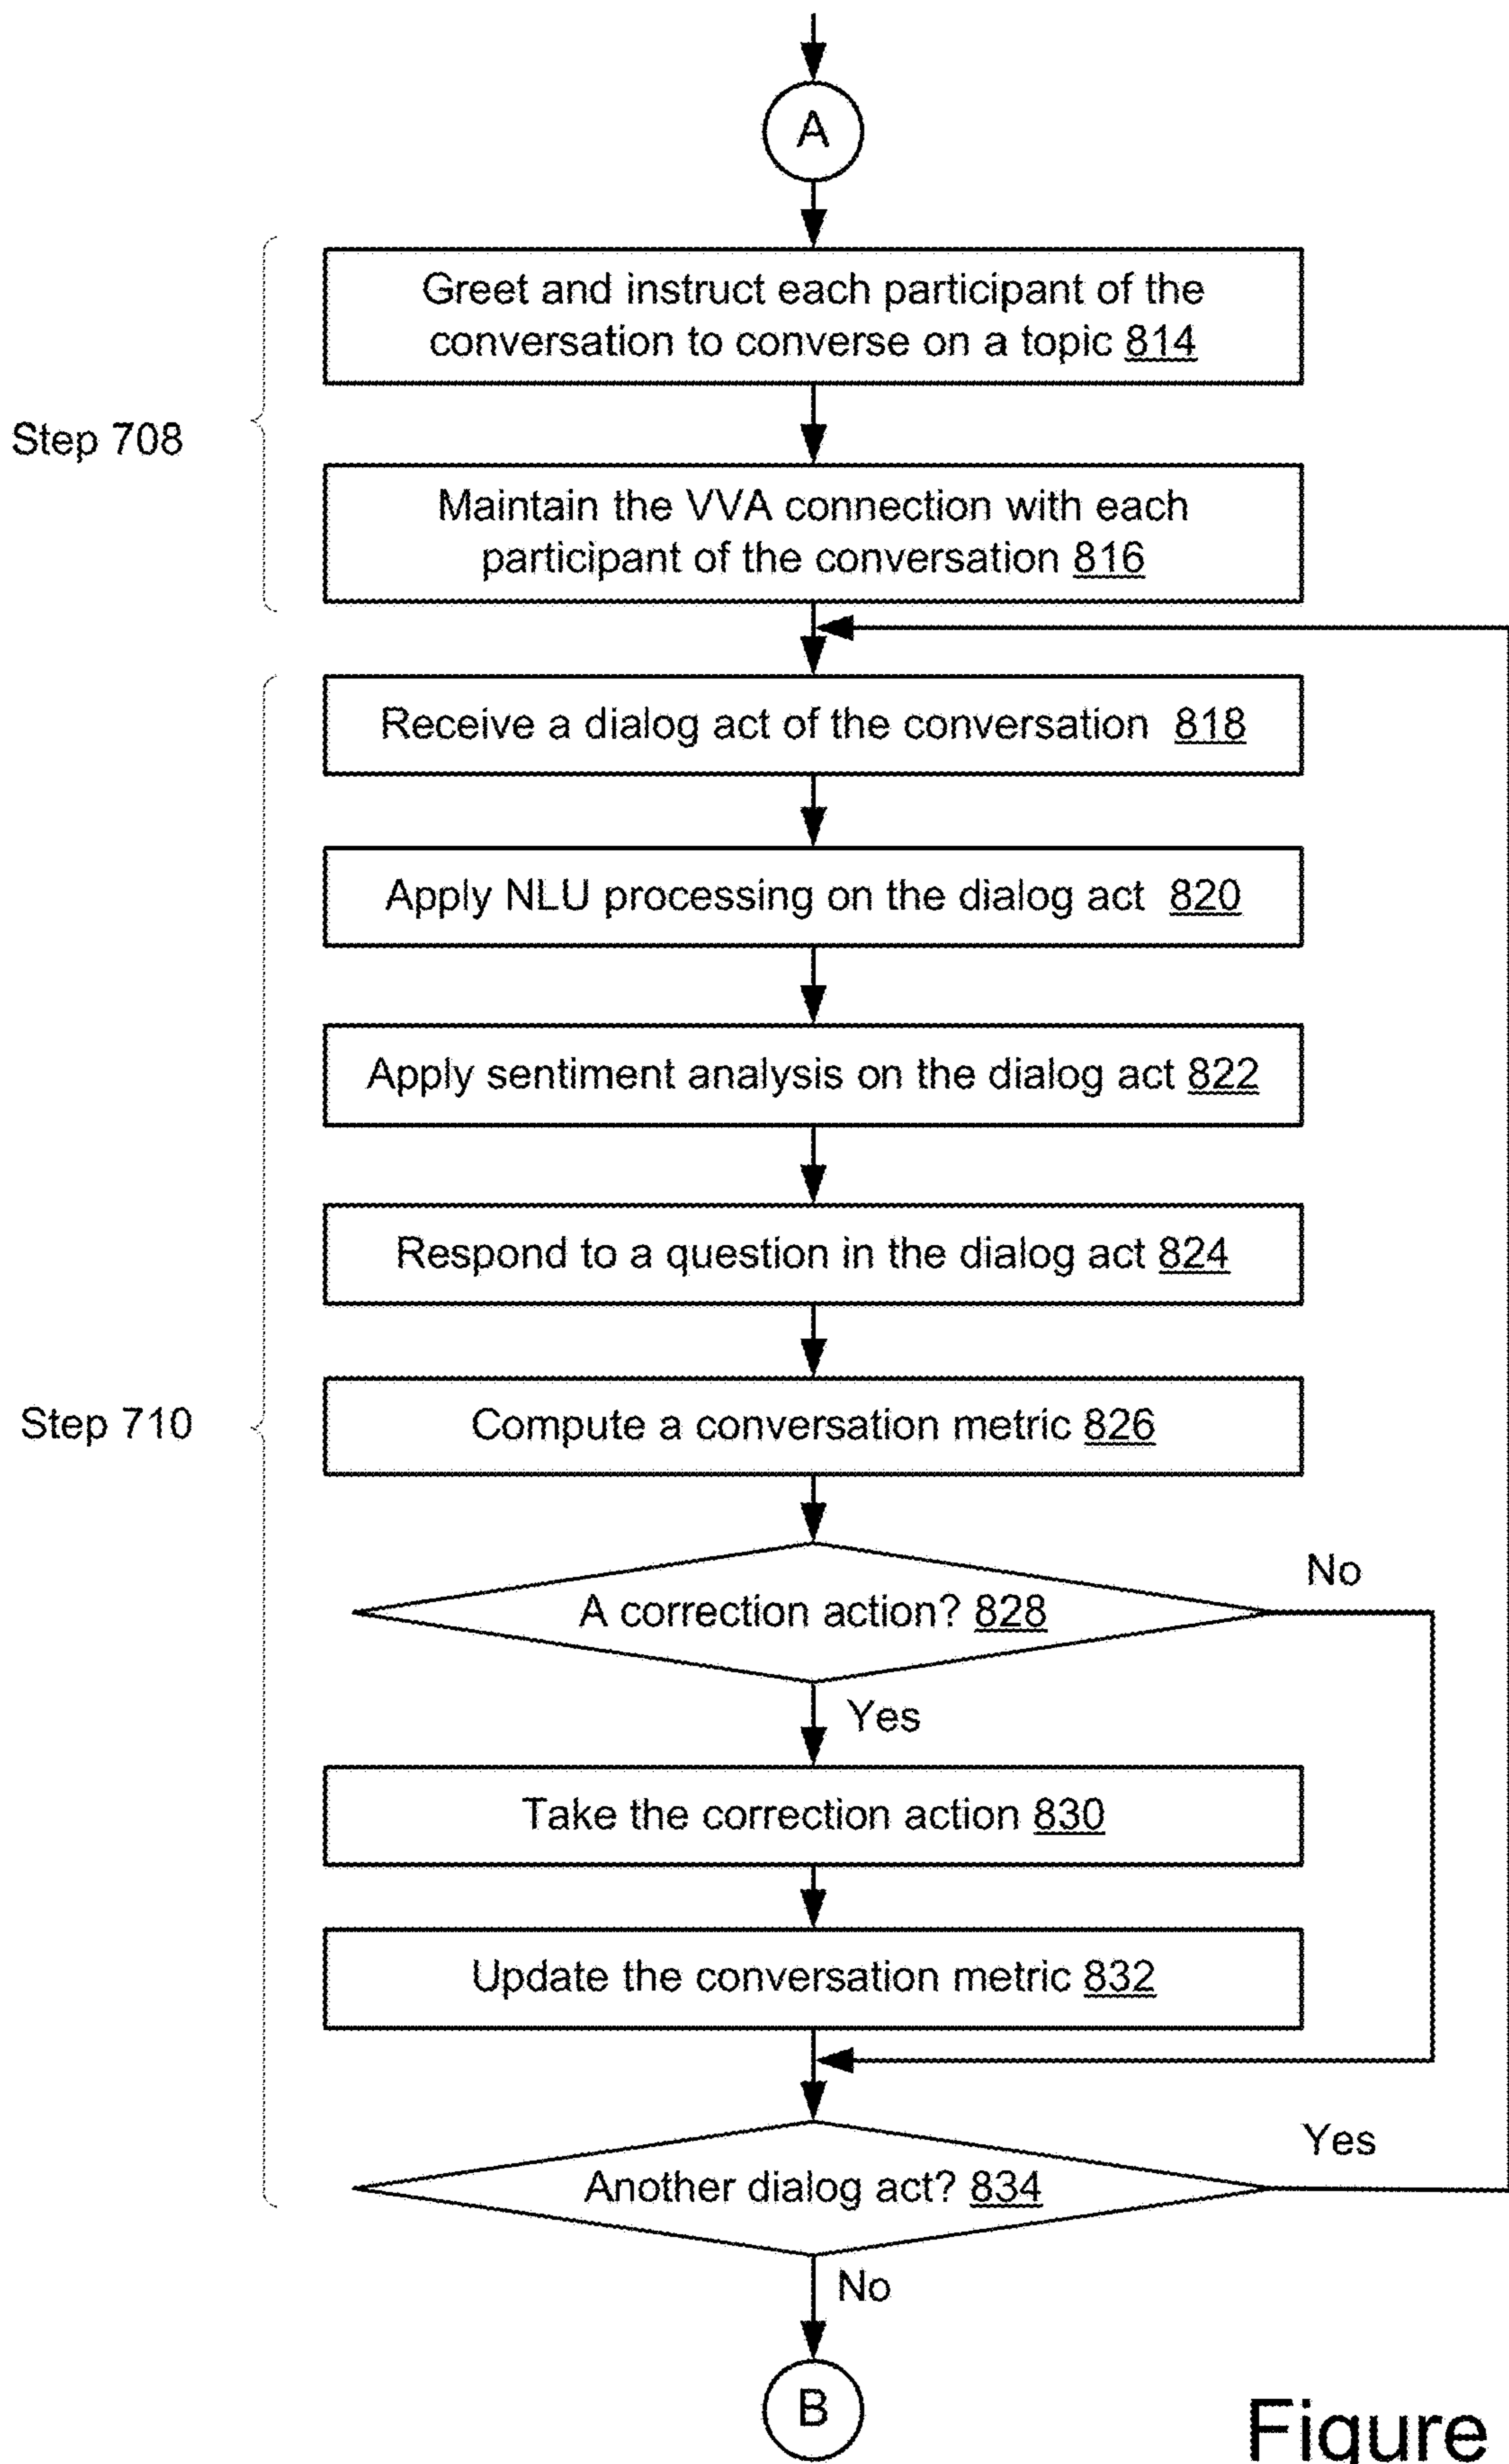 A
Greet and instruct each participant of the
conversation to converse on a topic 814
Step 708
Maintain the VVA connection with each
participant of the conversation 816
Receive a dialog act of the conversation 818
Apply NLU processing on the dialog act 820
Apply sentiment analysis on the dialog act 822
Respond to a question in the dialog act 824
Step 710
Compute a conversation metric 826
No
A correction action? 828
Yes
Take the correction action 830
Update the conversation metric 832
Yes
Another dialog act? 834
No
B
Figure